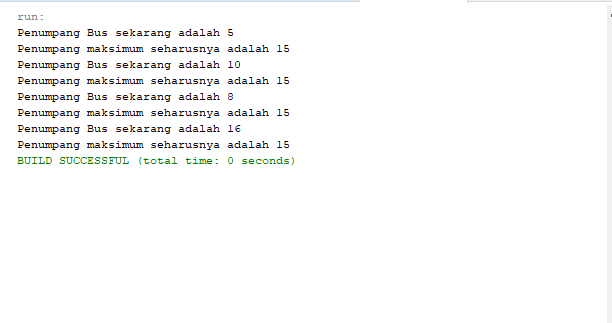 run:
Penumpang Bus sekarang adalah 5
Penumpang maksimum seharusnya adalah 15
Penumpang Bus sekarang adalah 10
Penumpang maksimum seharusnya adalah 15
Penumpang Bus sekarang adalah 8
Penumpang maksimum seharusnya adalah 15
Penumpang Bus sekarang adalah 16
Penumpang maksimum seharusnya adalah 15
BUILD SUCCESSFUL (total time: 0 seconds)